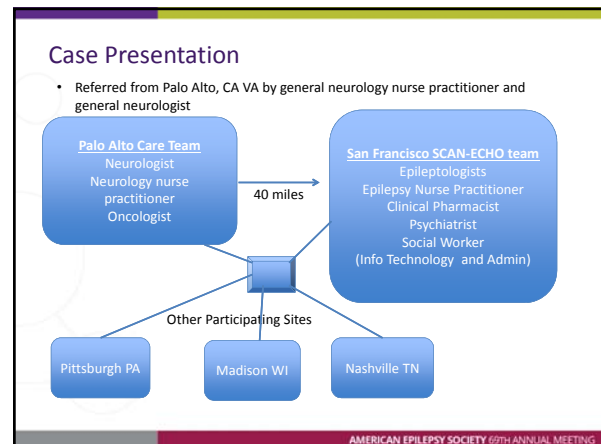 Case Presentation
• Referred from Palo Alto, CA VA by general neurology nurse practitioner and
general neurologist
Palo Alto Care Team
Neurologist
Neurology nurse
practitioner
Oncologist
40 miles
San Francisco SCAN-ECHO team
Epileptologists
Epilepsy Nurse Practitioner
Clinical Pharmacist
Psychiatrist
Social Worker
(Info Technology and Admin)
Other Participating Sites
Pittsburgh PA
Madison WI
Nashville TN
AMERICAN EPILEPSY SOCIETY 69TH ANNUAL MEETING